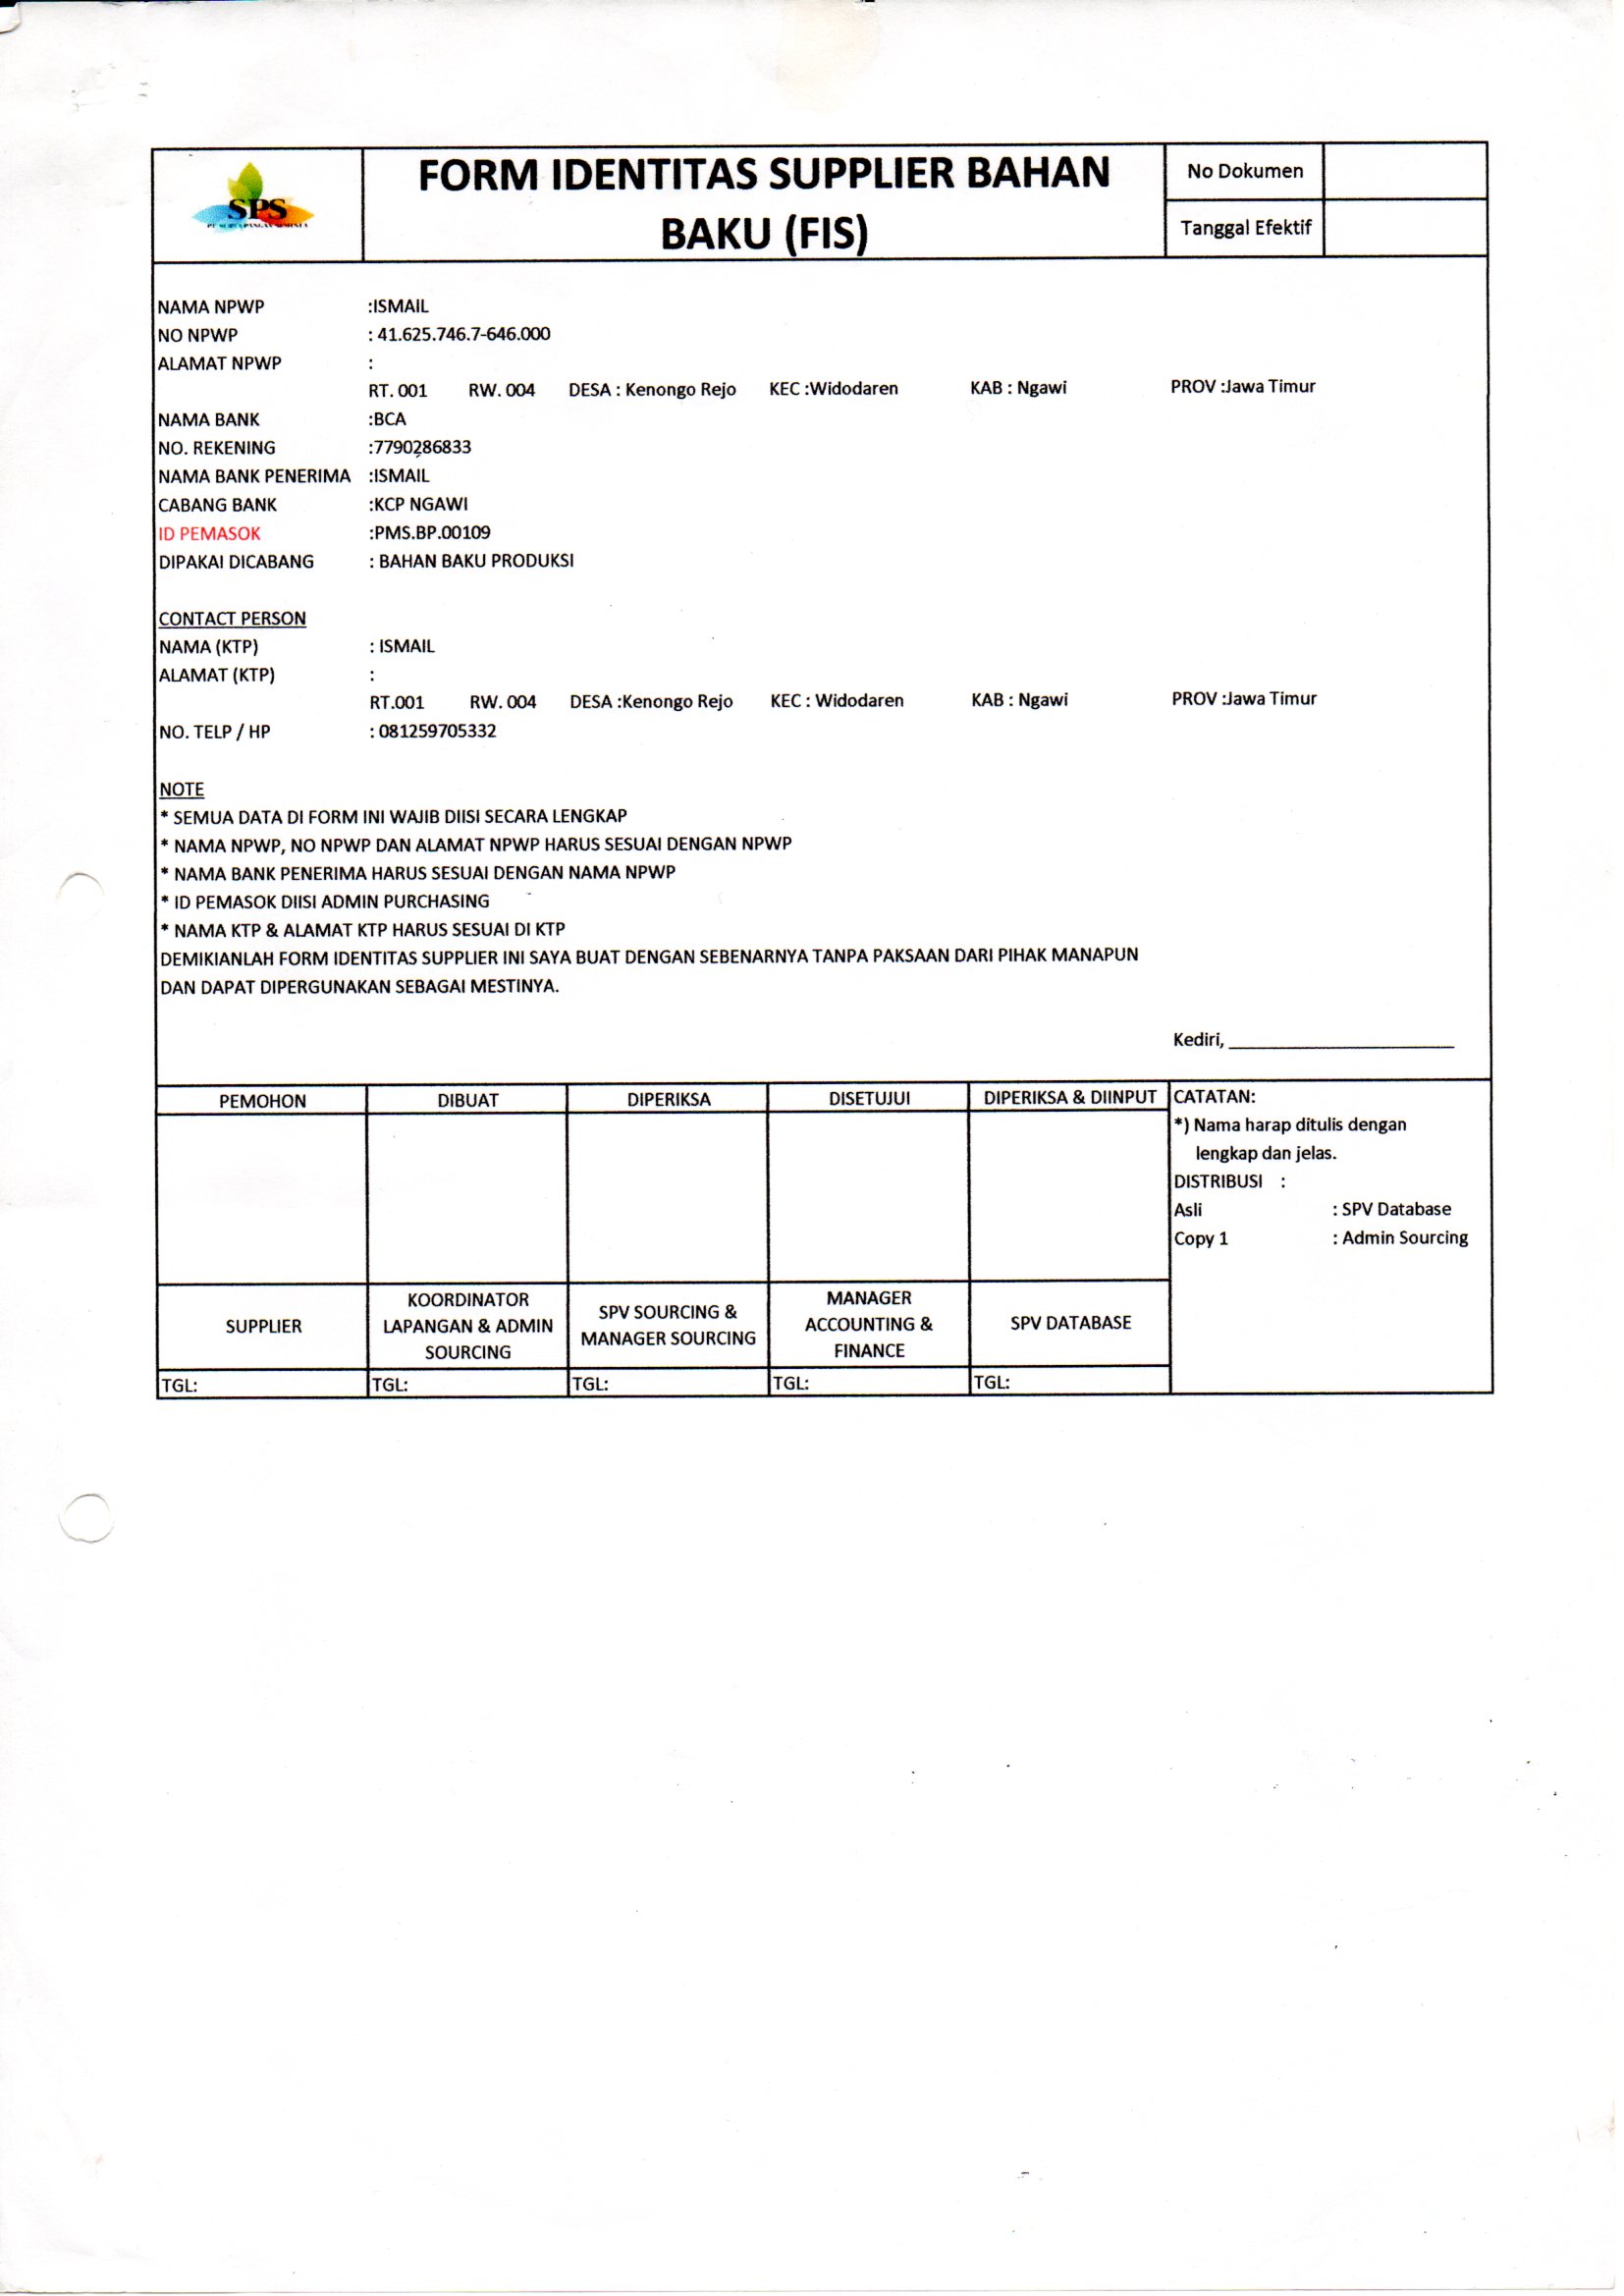 SPS
FORM IDENTITAS SUPPLIER BAHAN
BAKU (FIS)
No Dokumen
Tanggal Efektif
NAMA NPWP :ISMAIL
NO NPWP : 41.625.746.7-646.000
ALAMAT NPWP :
RT. 001 RW. 004 DESA : Kenongo Rejo KEC :Widodaren KAB : Ngawi PROV :Jawa Timur
NAMA BANK :BCA
NO. REKENING :7790286833
NAMA BANK PENERIMA :ISMAIL
CABANG BANK :KCP NGAWI
ID PEMASOK :PMS.BP.00109
DIPAKAI DICABANG : BAHAN BAKU PRODUKSI
CONTACT PERSON
NAMA (KTP) : ISMAIL
ALAMAT (KTP) :
RT.001 RW. 004 DESA :Kenongo Rejo KEC : Widodaren KAB : Ngawi PROV :Jawa Timur
NO. TELP / HP : 081259705332
NOTE
* SEMUA DATA DI FORM INI WAJIB DIISI SECARA LENGKAP
* NAMA NPWP, NO NPWP DAN ALAMAT NPWP HARUS SESUAI DENGAN NPWP
* NAMA BANK PENERIMA HARUS SESUAI DENGAN NAMA NPWP
* ID PEMASOK DIISI ADMIN PURCHASING
* NAMA KTP & ALAMAT KTP HARUS SESUAI DI KTP
DEMIKIANLAH FORM IDENTITAS SUPPLIER INI SAYA BUAT DENGAN SEBENARNYA TANPA PAKSAAN DARI PIHAK MANAPUN
DAN DAPAT DIPERGUNAKAN SEBAGAI MESTINYA.
Kediri, ______________________
PEMOHON DIBUAT DIPERIKSA DISETUJUI DIPERIKSA & DIINPUT
SUPPLIER
KOORDINATOR
LAPANGAN & ADMIN
SOURCING
SPV SOURCING &
MANAGER SOURCING
MANAGER
ACCOUNTING &
FINANCE
SPV DATABASE
TGL: TGL: TGL: TGL: TGL:
CATATAN:
*) Nama harap ditulis dengan
lengkap dan jelas.
DISTRIBUSI :
Asli : SPV Database
Copy 1 : Admin Sourcing